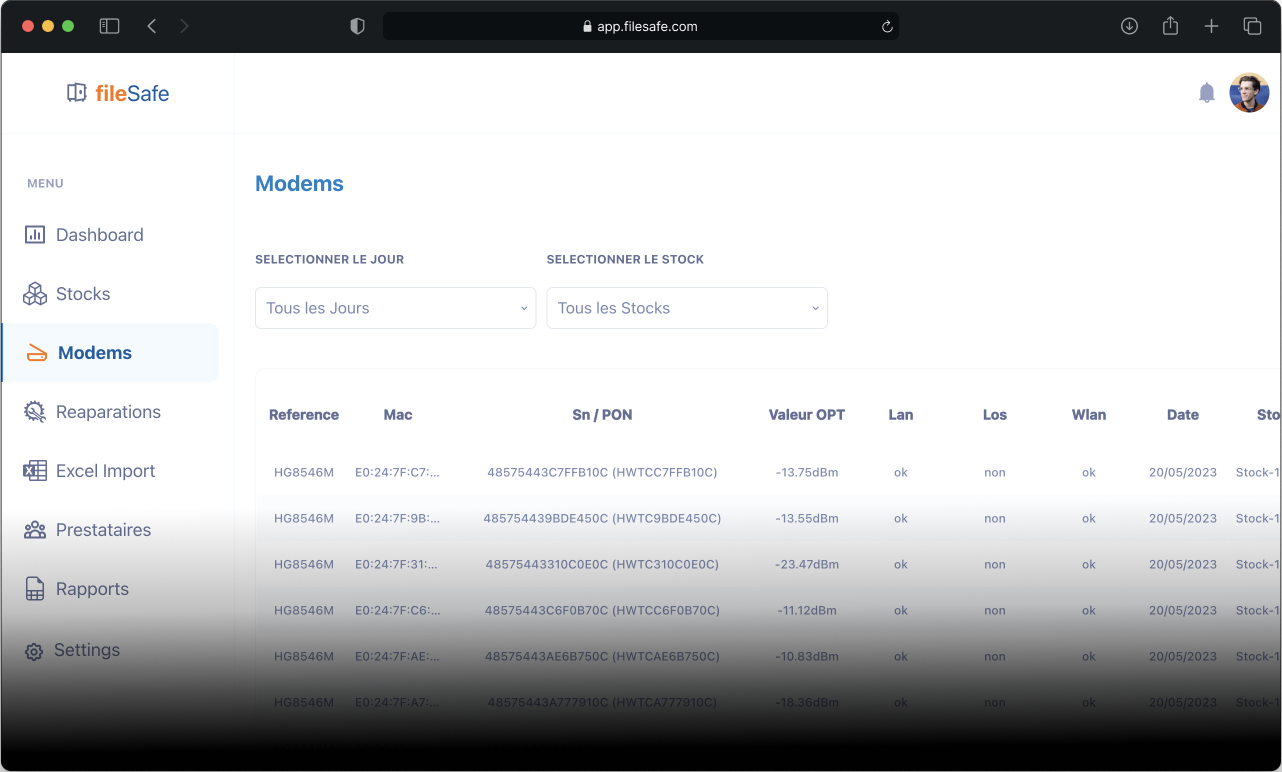 app.filesafe.com
fileSafe
MENU
Dashboard
Stocks
Modems
Reaparations
Excel Import
Prestataires
Rapports
Settings
Modems
SELECTIONNER LE JOUR SELECTIONNER LE STOCK
Tous les Jours Tous les Stocks
Reference Mac Sn / PON Valeur OPT Lan Los Wlan Date Sto
HG8546M E0:24:7F:C7:... 48575443C7FFB10C (HWTCC7FFB10C) -13.75dBm ok non ok 20/05/2023 Stock-1
HG8546M E0:24:7F:9B:... 485754439BDE450C (HWTC9BDE450C) -13.55dBm ok non ok 20/05/2023 Stock-1
HG8546M E0:24:7F:31:... 48575443310C0E0C (HWTC310C0E0C) -23.47dBm ok non ok 20/05/2023 Stock-1
HG8546M E0:24:7F:C6:... 48575443C6F0B70C (HWTCC6F0B70C) -11.12dBm ok non ok 20/05/2023 Stock-1
HG8546M E0:24:7F:AE:... 48575443AE6B750C (HWTCAE6B750C) -10.83dBm ok non ok 20/05/2023 Stock-1
HG8546M E0:24:7F:A7:... 48575443A777910C (HWTCA777910C) -18.36dBm ok non ok 20/05/2023 Stock-1